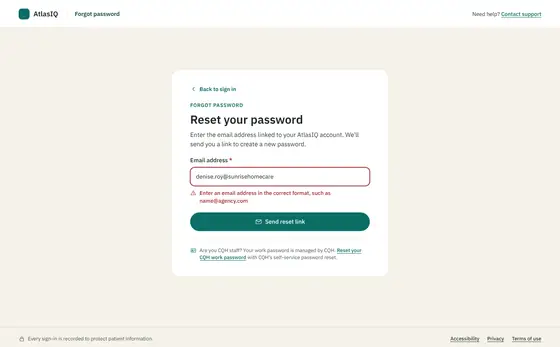 AtlasIQ
Forgot password
Need help? Contact support
Back to sign in
FORGOT PASSWORD
Reset your password
Enter the email address linked to your AtlasIQ account. We'll
send you a link to create a new password.
Email address *
denise.roy@sunrisehomecare
Enter an email address in the correct format, such as
name@agency.com
Send reset link
Are you CQH staff? Your work password is managed by CQH. Reset your
CQH work password with CQH's self-service password reset.
Every sign-in is recorded to protect patient information.
Accessibility
Privacy
Terms of use